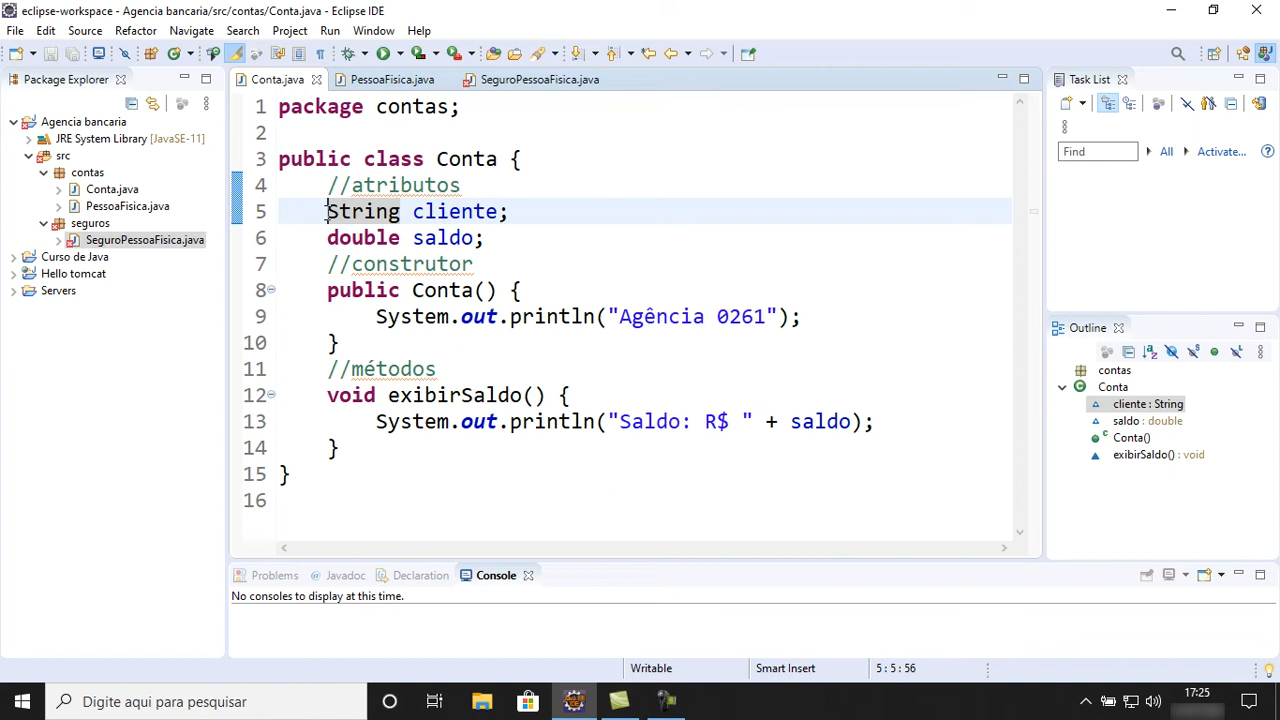 eclipse-workspace - Agencia bancaria/src/contas/Conta.java - Eclipse IDE
File Edit Source Refactor Navigate Search Project Run Window Help
Package Explorer
Agencia bancaria
JRE System Library [JavaSE-11]
src
contas
Conta.java
PessoaFisica.java
seguros
SeguroPessoaFisica.java
Curso de Java
Hello tomcat
Servers
Conta.java PessoaFisica.java SeguroPessoaFisica.java
1 package contas;
2
3 public class Conta {
4 //atributos
5 String cliente;
6 double saldo;
7 //construtor
8 public Conta() {
9 System.out.println("Agência 0261");
10 }
11 //métodos
12 void exibirSaldo() {
13 System.out.println("Saldo: R$ " + saldo);
14 }
15 }
16
Task List
Find All Activate...
Outline
contas
Conta
cliente : String
saldo : double
Conta()
exibirSaldo() : void
Problems Javadoc Declaration Console
No consoles to display at this time.
Writable Smart Insert 5 : 5 : 56
Digite aqui para pesquisar
17:25